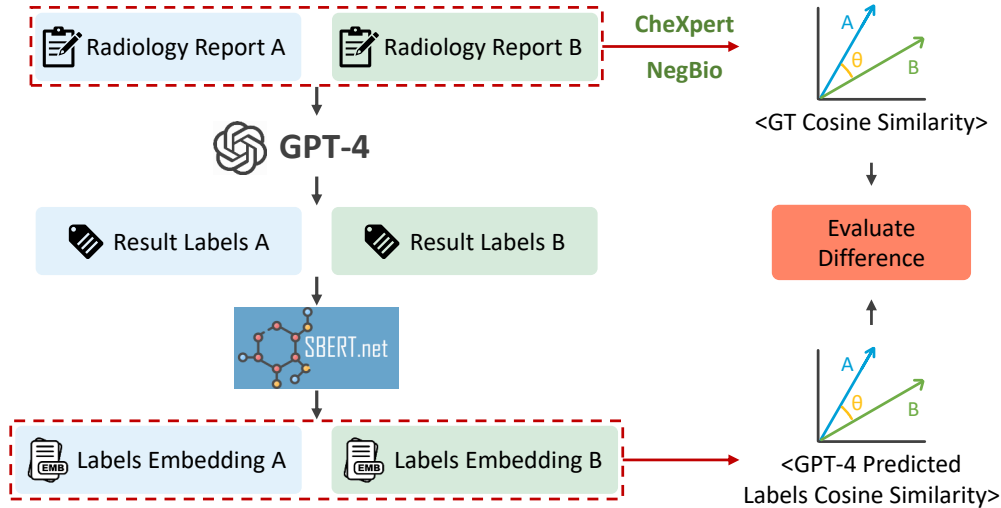 Radiology Report A
Radiology Report B
CheXpert
NegBio
A
θ
B
<GT Cosine Similarity>
GPT-4
Result Labels A
Result Labels B
Evaluate
Difference
SBERT.net
A
θ
B
EMB
Labels Embedding A
EMB
Labels Embedding B
<GPT-4 Predicted
Labels Cosine Similarity>